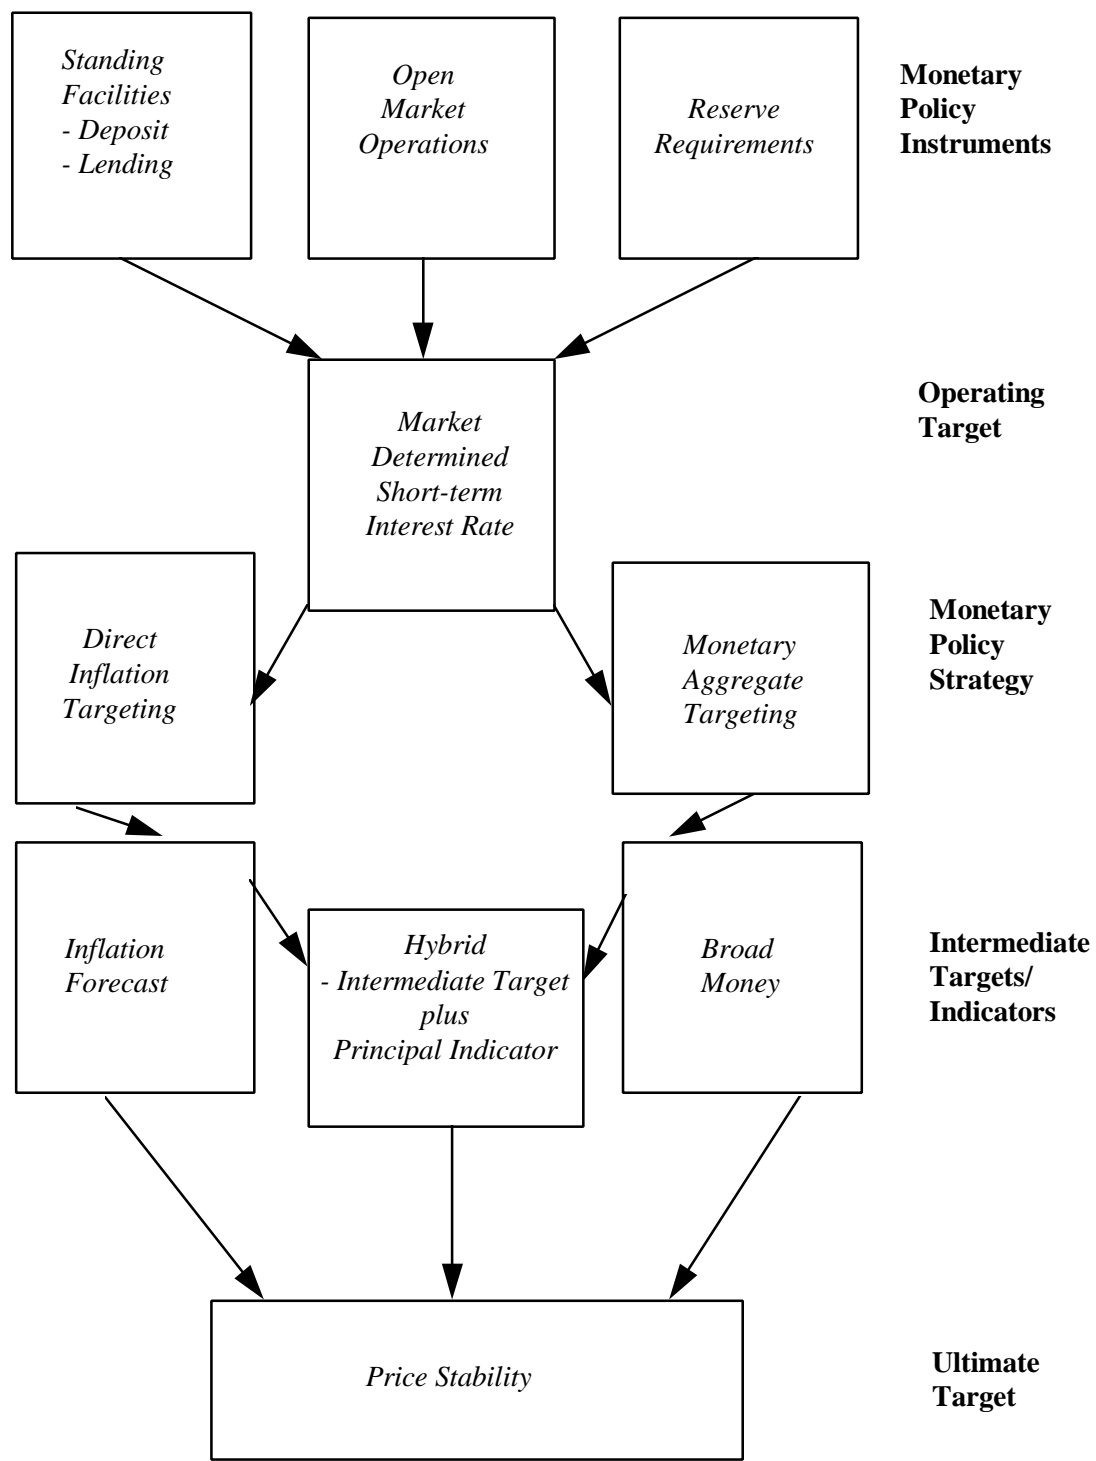 Standing
Facilities
- Deposit
- Lending
Open
Market
Operations
Reserve
Requirements
Monetary
Policy
Instruments
Market
Determined
Short-term
Interest Rate
Operating
Target
Direct
Inflation
Targeting
Monetary
Aggregate
Targeting
Monetary
Policy
Strategy
Inflation
Forecast
Hybrid
- Intermediate Target
plus
Principal Indicator
Broad
Money
Intermediate
Targets/
Indicators
Price Stability
Ultimate
Target